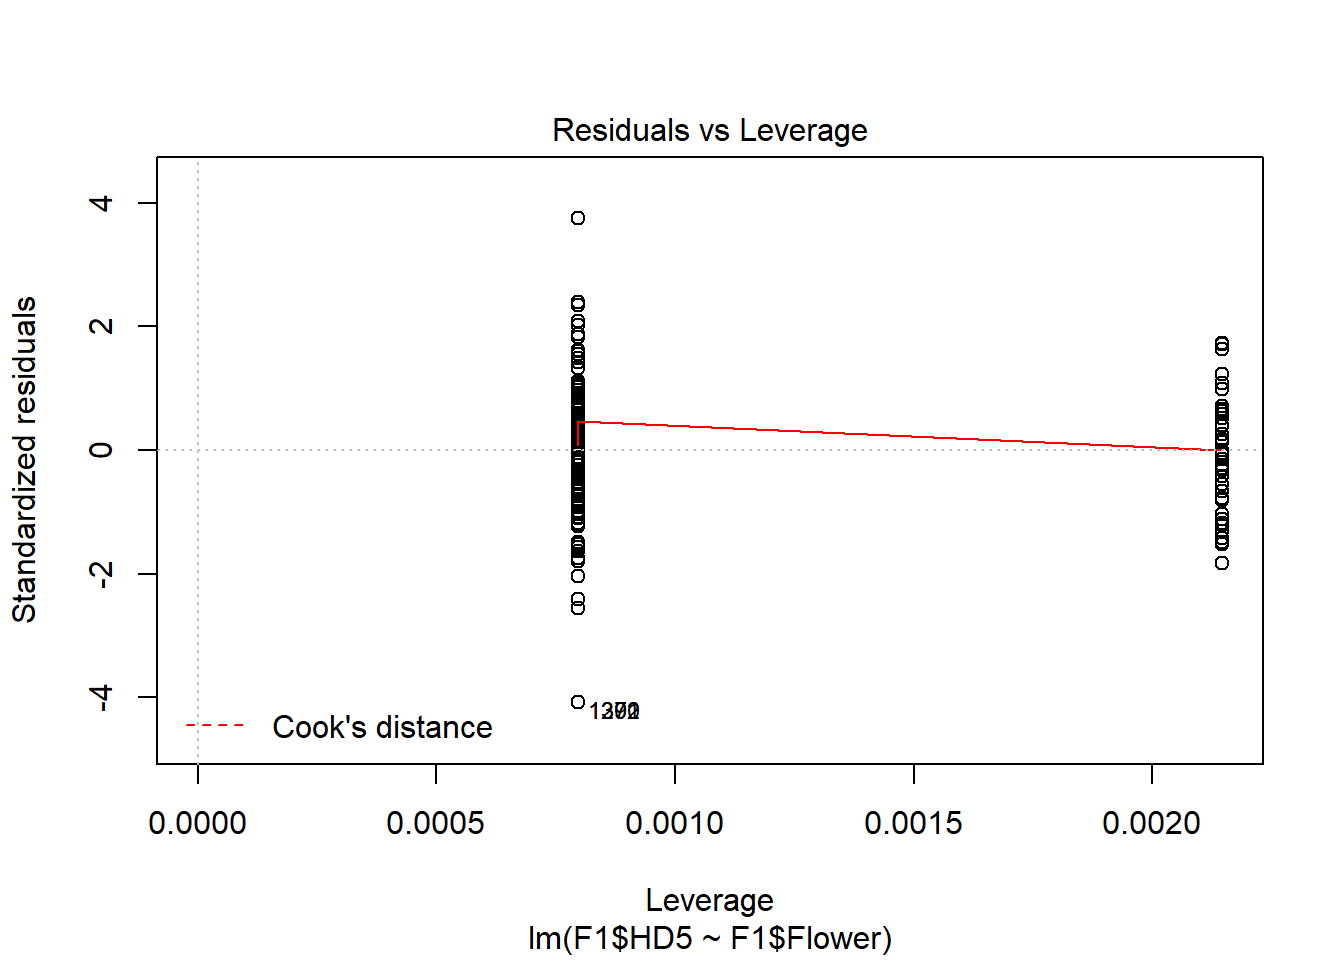 Residuals vs Leverage
Standardized residuals
4
2
0
-2
-4
Cook's distance
0.0000 0.0005 0.0010 0.0015 0.0020
Leverage
lm(F1$HD5 ~ F1$Flower)